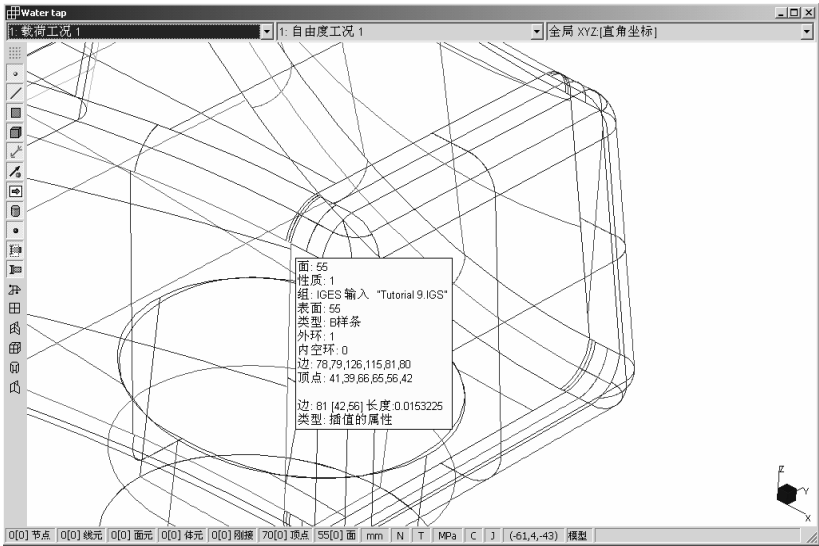 Water tap
1: 载荷工况 1
1: 自由度工况 1
全局 XYZ:[直角坐标]
面: 55
性质: 1
组: IGES 输入 "Tutorial 9.IGS"
表面: 55
类型: B样条
外环: 1
内空环: 0
边: 78,79,126,115,81,80
顶点: 41,39,66,65,56,42
边: 81 [42,56] 长度:0.0153225
类型: 插值的属性
Z
Y
X
0[0] 节点 0[0] 线元 0[0] 面元 0[0] 体元 0[0] 刚接 70[0] 顶点 55[0] 面 mm N T MPa C J (-61,4,-43) 模型